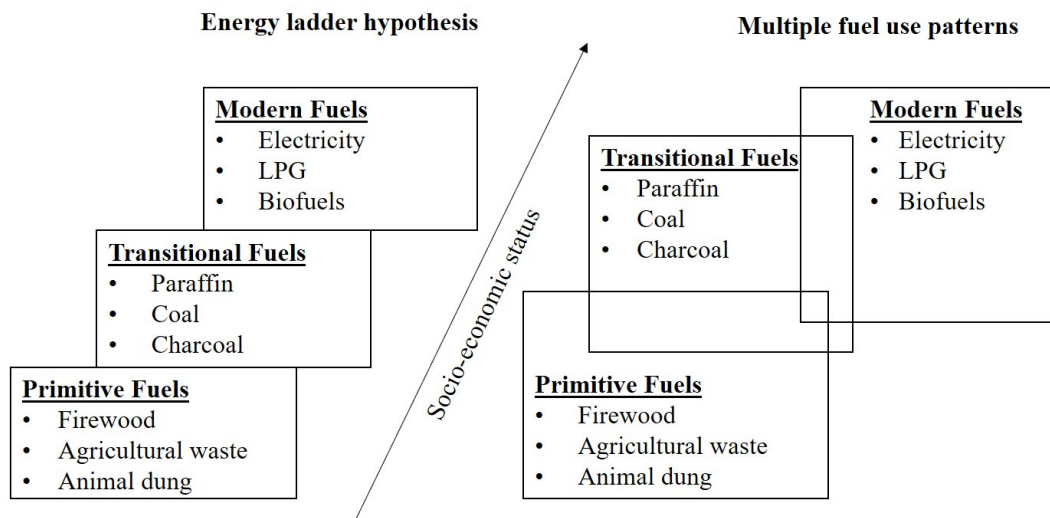 Energy ladder hypothesis
Modern Fuels
• Electricity
• LPG
• Biofuels
Transitional Fuels
• Paraffin
• Coal
• Charcoal
Primitive Fuels
• Firewood
• Agricultural waste
• Animal dung
Socio-economic status
Multiple fuel use patterns
Modern Fuels
• Electricity
• LPG
• Biofuels
Transitional Fuels
• Paraffin
• Coal
• Charcoal
Primitive Fuels
• Firewood
• Agricultural waste
• Animal dung